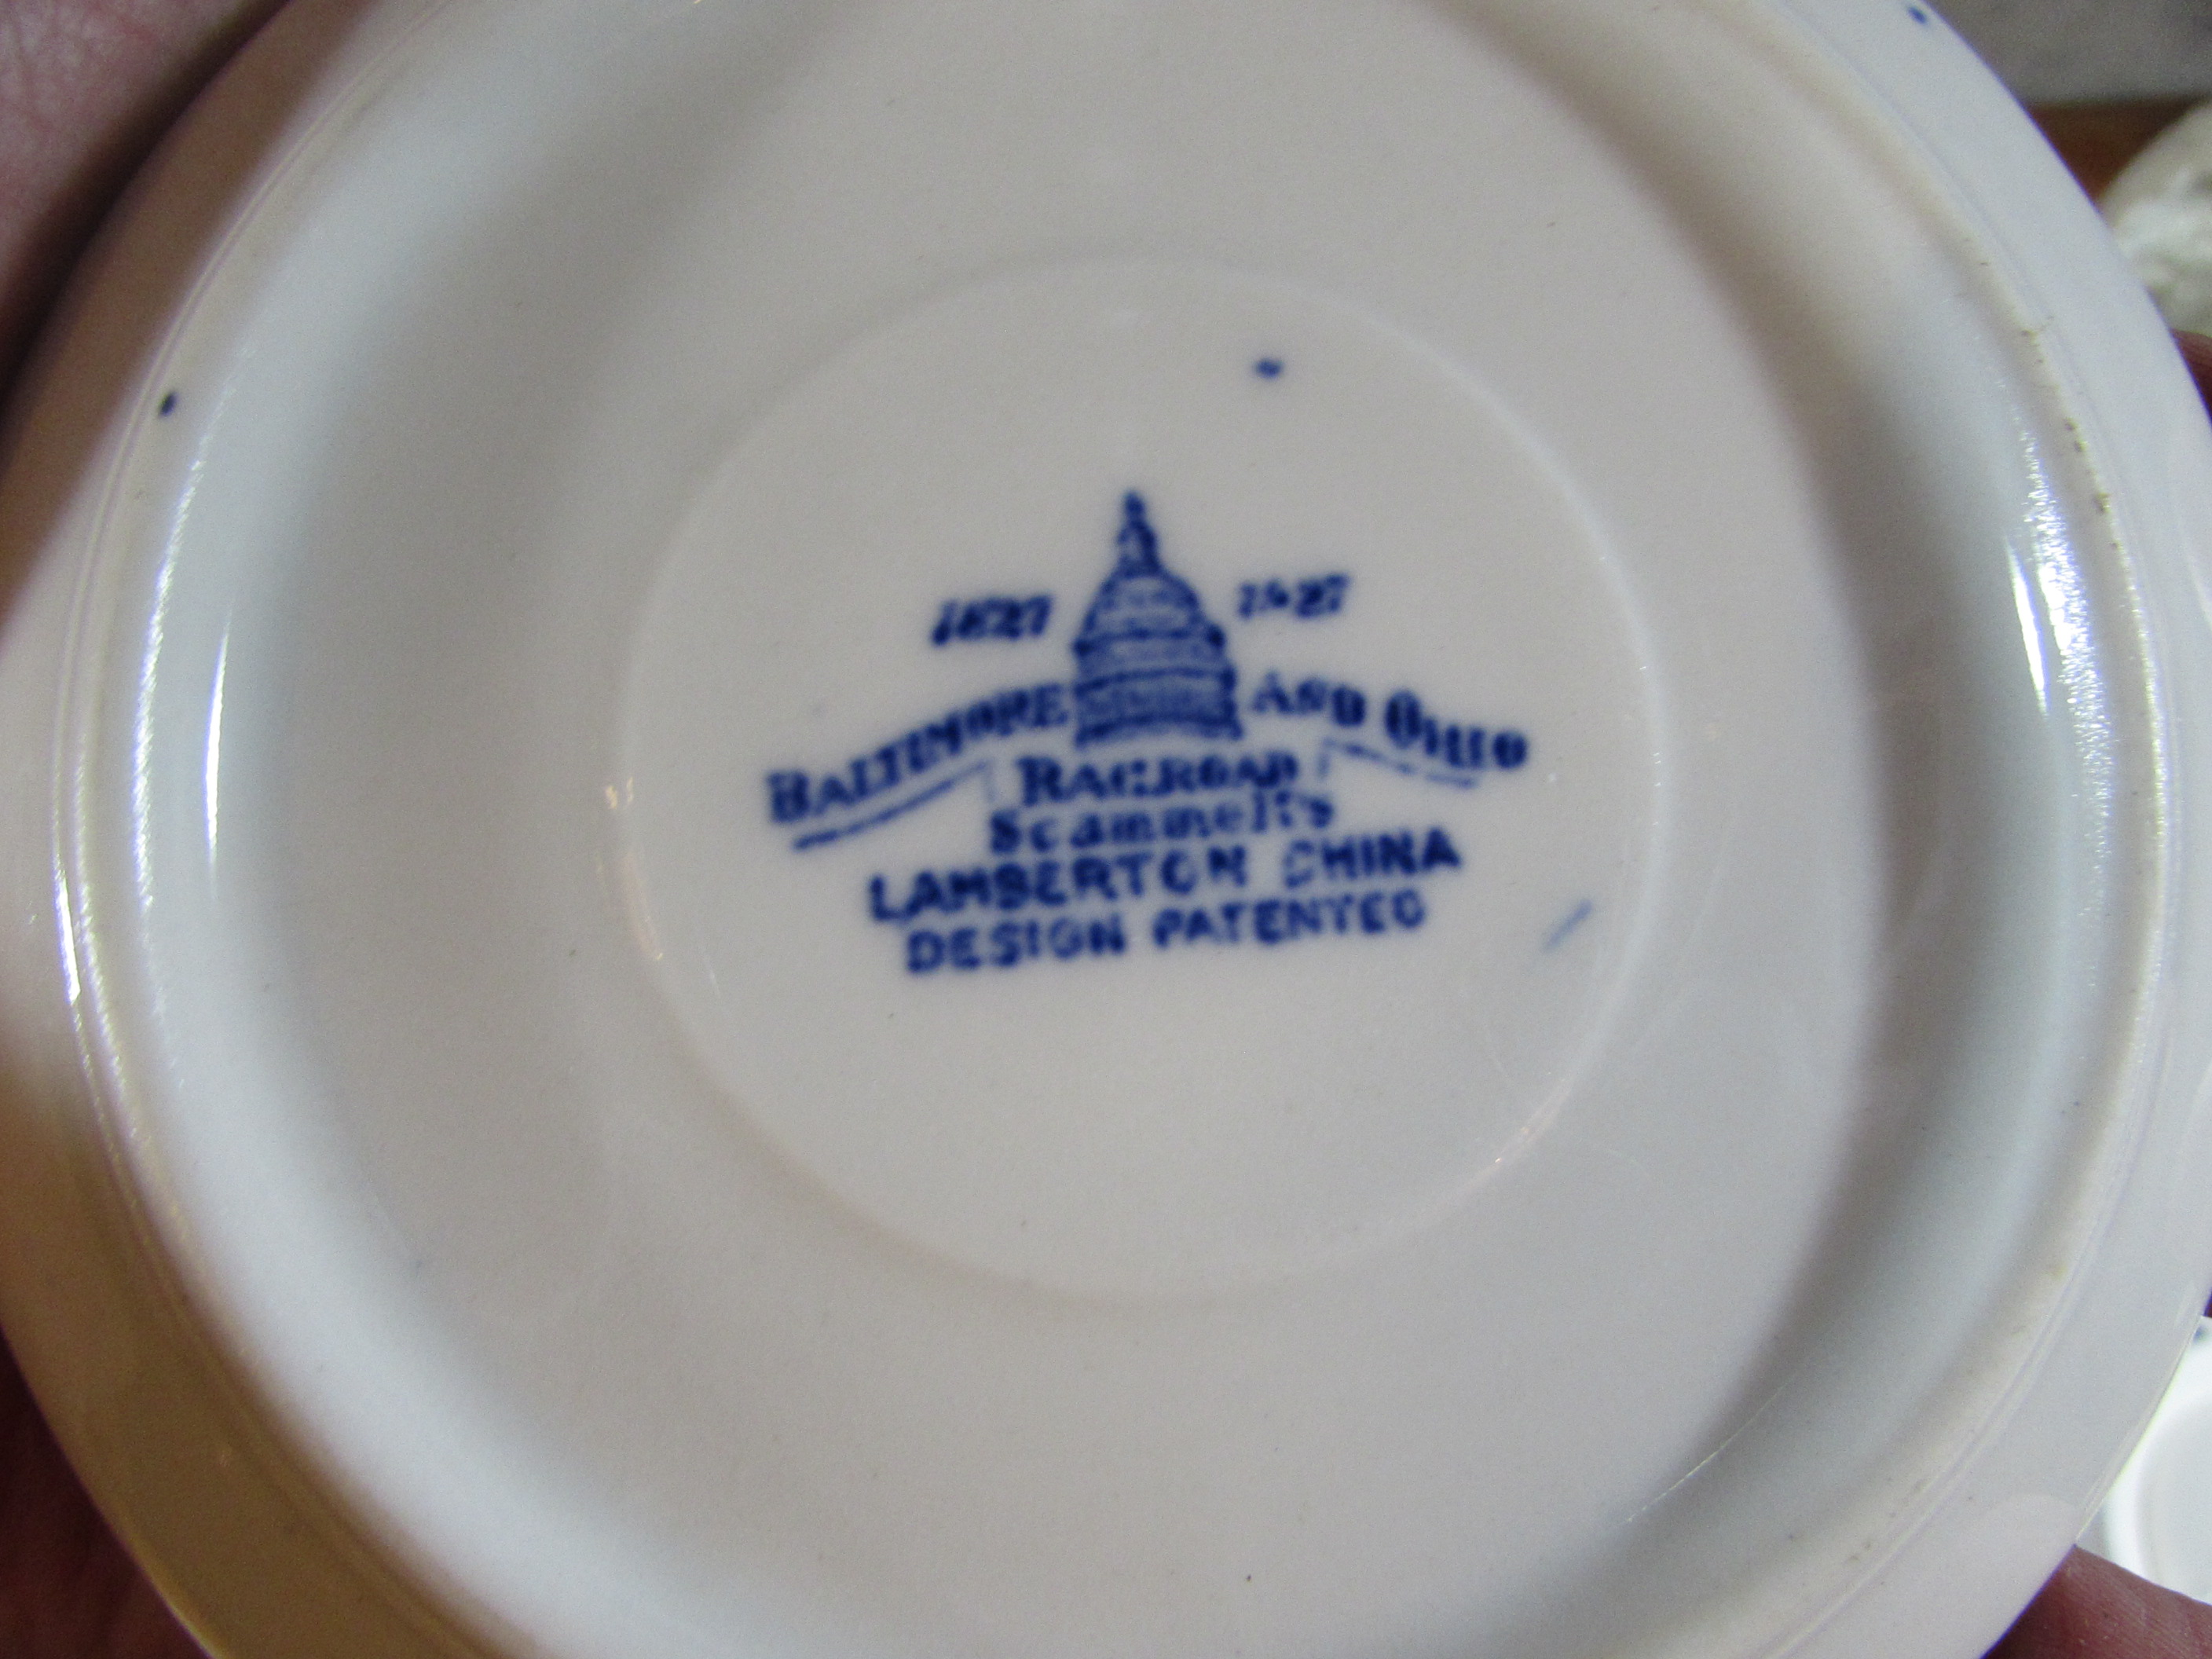 1827 1927
BALTIMORE AND OHIO
RAILROAD
Scammell's
LAMBERTON CHINA
DESIGN PATENTED